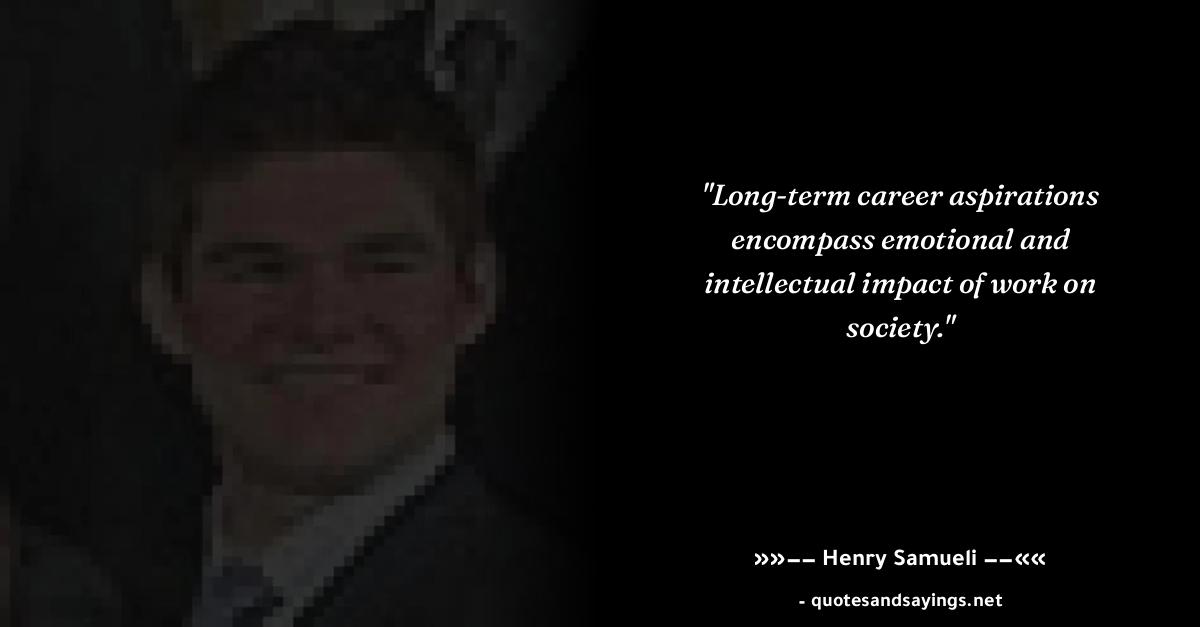 "Long-term career aspirations
encompass emotional and
intellectual impact of work on
society."
»»−− Henry Samueli −−««
- quotesandsayings.net